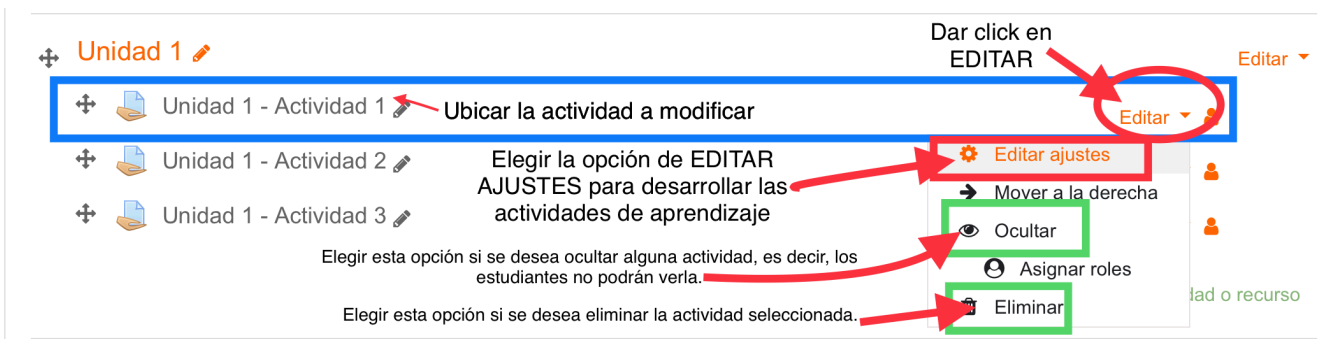 Dar click en
EDITAR
Unidad 1
Editar
Unidad 1 - Actividad 1
Ubicar la actividad a modificar
Editar
Unidad 1 - Actividad 2
Elegir la opción de EDITAR
AJUSTES para desarrollar las
actividades de aprendizaje
Editar ajustes
Mover a la derecha
Unidad 1 - Actividad 3
Ocultar
Elegir esta opción si se desea ocultar alguna actividad, es decir, los
estudiantes no podrán verla.
Asignar roles
dad o recurso
Elegir esta opción si se desea eliminar la actividad seleccionada.
Eliminar